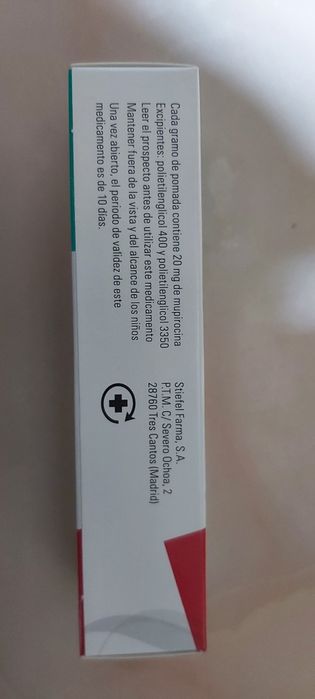 Cada gramo de pomada contiene 20 mg de mupirocina
Excipientes: polietilenglicol 400 y polietilenglicol 3350
Leer el prospecto antes de utilizar este medicamento
Mantener fuera de la vista y del alcance de los niños
Una vez abierto, el periodo de validez de este
medicamento es de 10 días.
Stiefel Farma, S.A.
P.T.M. C/ Severo Ochoa, 2
28760 Tres Cantos (Madrid)